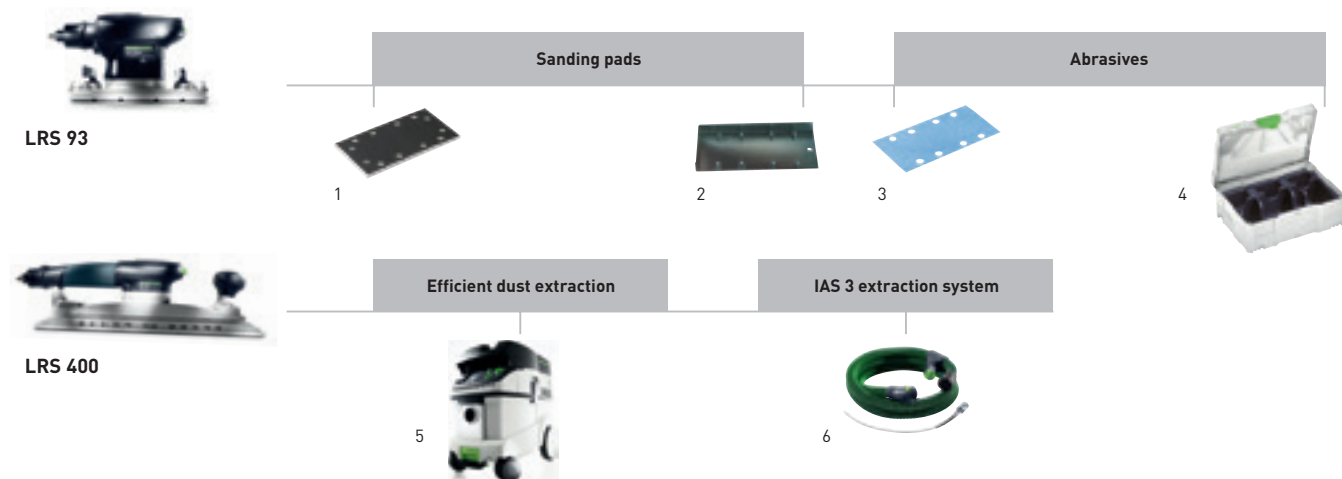 Sanding pads
Abrasives
LRS 93
1
2
3
4
Efficient dust extraction
IAS 3 extraction system
LRS 400
5
6